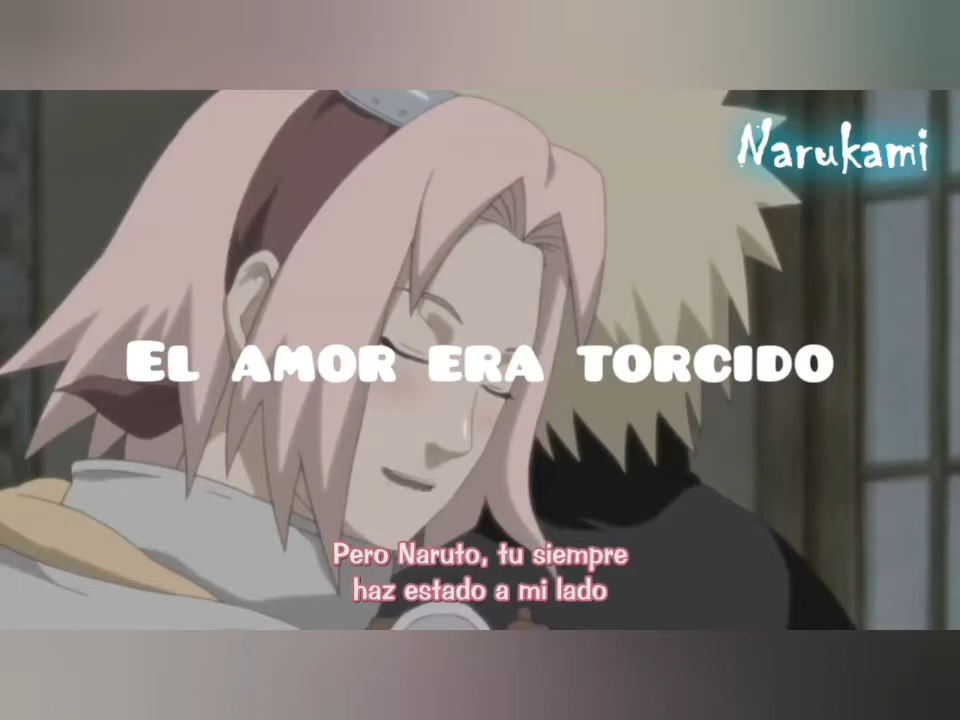 Narukami
El amor era torcido
Pero Naruto, tu siempre
haz estado a mi lado